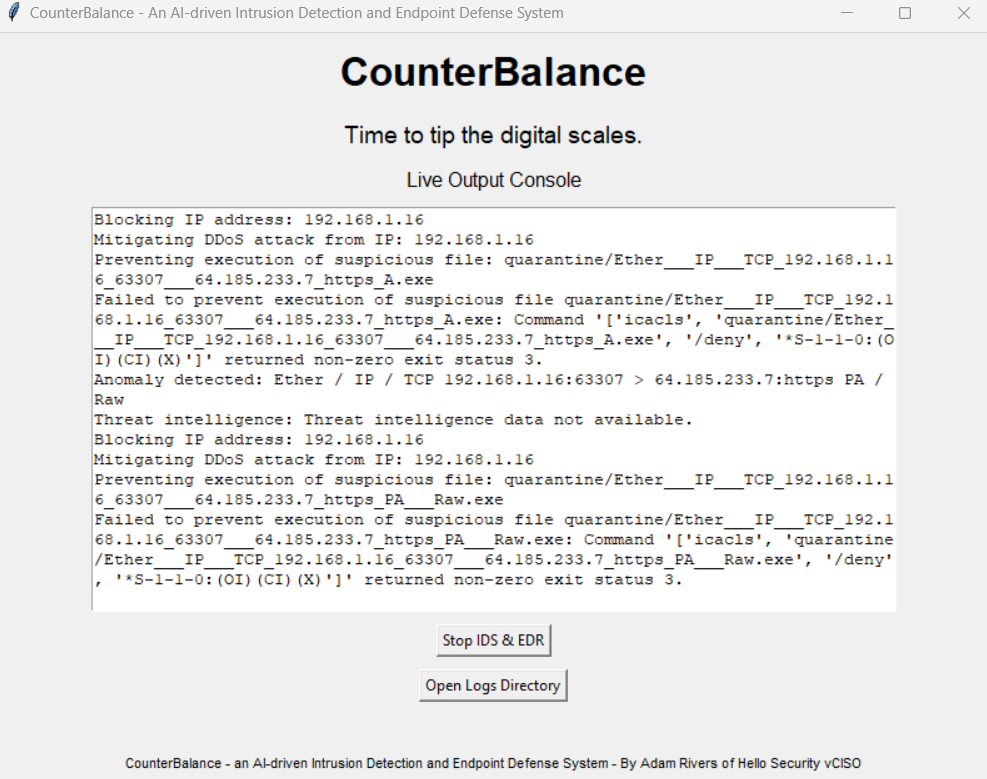 CounterBalance - An AI-driven Intrusion Detection and Endpoint Defense System
CounterBalance
Time to tip the digital scales.
Live Output Console
Blocking IP address: 192.168.1.16
Mitigating DDoS attack from IP: 192.168.1.16
Preventing execution of suspicious file: quarantine/Ether___IP___TCP_192.168.1.1
6_63307___64.185.233.7_https_A.exe
Failed to prevent execution of suspicious file quarantine/Ether___IP___TCP_192.1
68.1.16_63307___64.185.233.7_https_A.exe: Command '['icacls', 'quarantine/Ether_
__IP___TCP_192.168.1.16_63307___64.185.233.7_https_A.exe', '/deny', '*S-1-1-0:(O
I)(CI)(X)']' returned non-zero exit status 3.
Anomaly detected: Ether / IP / TCP 192.168.1.16:63307 > 64.185.233.7:https PA /
Raw
Threat intelligence: Threat intelligence data not available.
Blocking IP address: 192.168.1.16
Mitigating DDoS attack from IP: 192.168.1.16
Preventing execution of suspicious file: quarantine/Ether___IP___TCP_192.168.1.1
6_63307___64.185.233.7_https_PA___Raw.exe
Failed to prevent execution of suspicious file quarantine/Ether___IP___TCP_192.1
68.1.16_63307___64.185.233.7_https_PA___Raw.exe: Command '['icacls', 'quarantine
/Ether___IP___TCP_192.168.1.16_63307___64.185.233.7_https_PA___Raw.exe', '/deny'
, '*S-1-1-0:(OI)(CI)(X)']' returned non-zero exit status 3.
Stop IDS & EDR
Open Logs Directory
CounterBalance - an AI-driven Intrusion Detection and Endpoint Defense System - By Adam Rivers of Hello Security vCISO